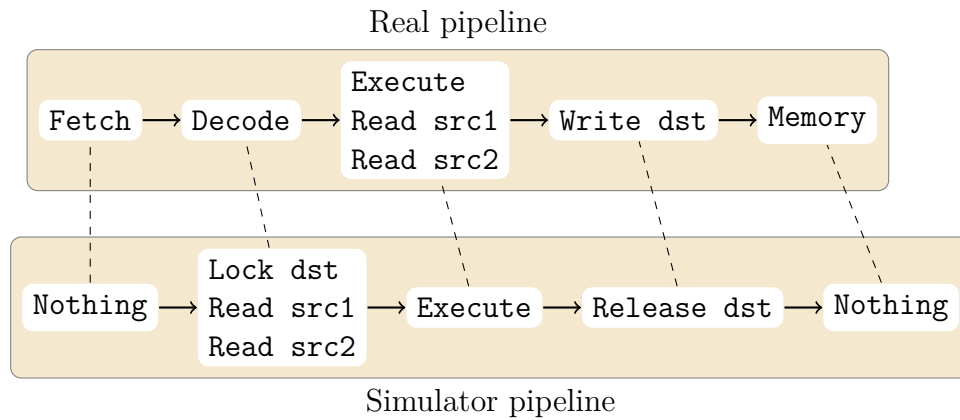 Real pipeline
Fetch
Decode
Execute
Read src1
Read src2
Write dst
Memory
Nothing
Lock dst
Read src1
Read src2
Execute
Release dst
Nothing
Simulator pipeline